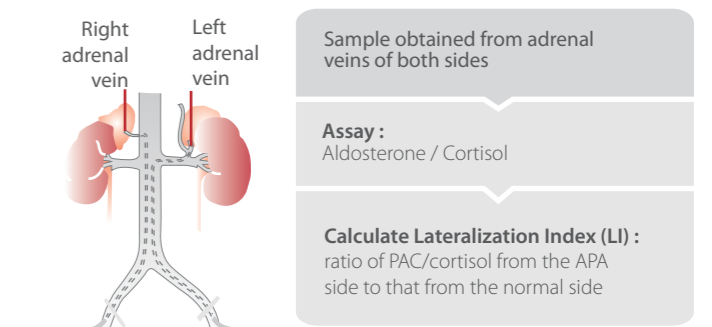 Right
adrenal
vein
Left
adrenal
vein
Sample obtained from adrenal
veins of both sides
Assay :
Aldosterone / Cortisol
Calculate Lateralization Index (LI) :
ratio of PAC/cortisol from the APA
side to that from the normal side